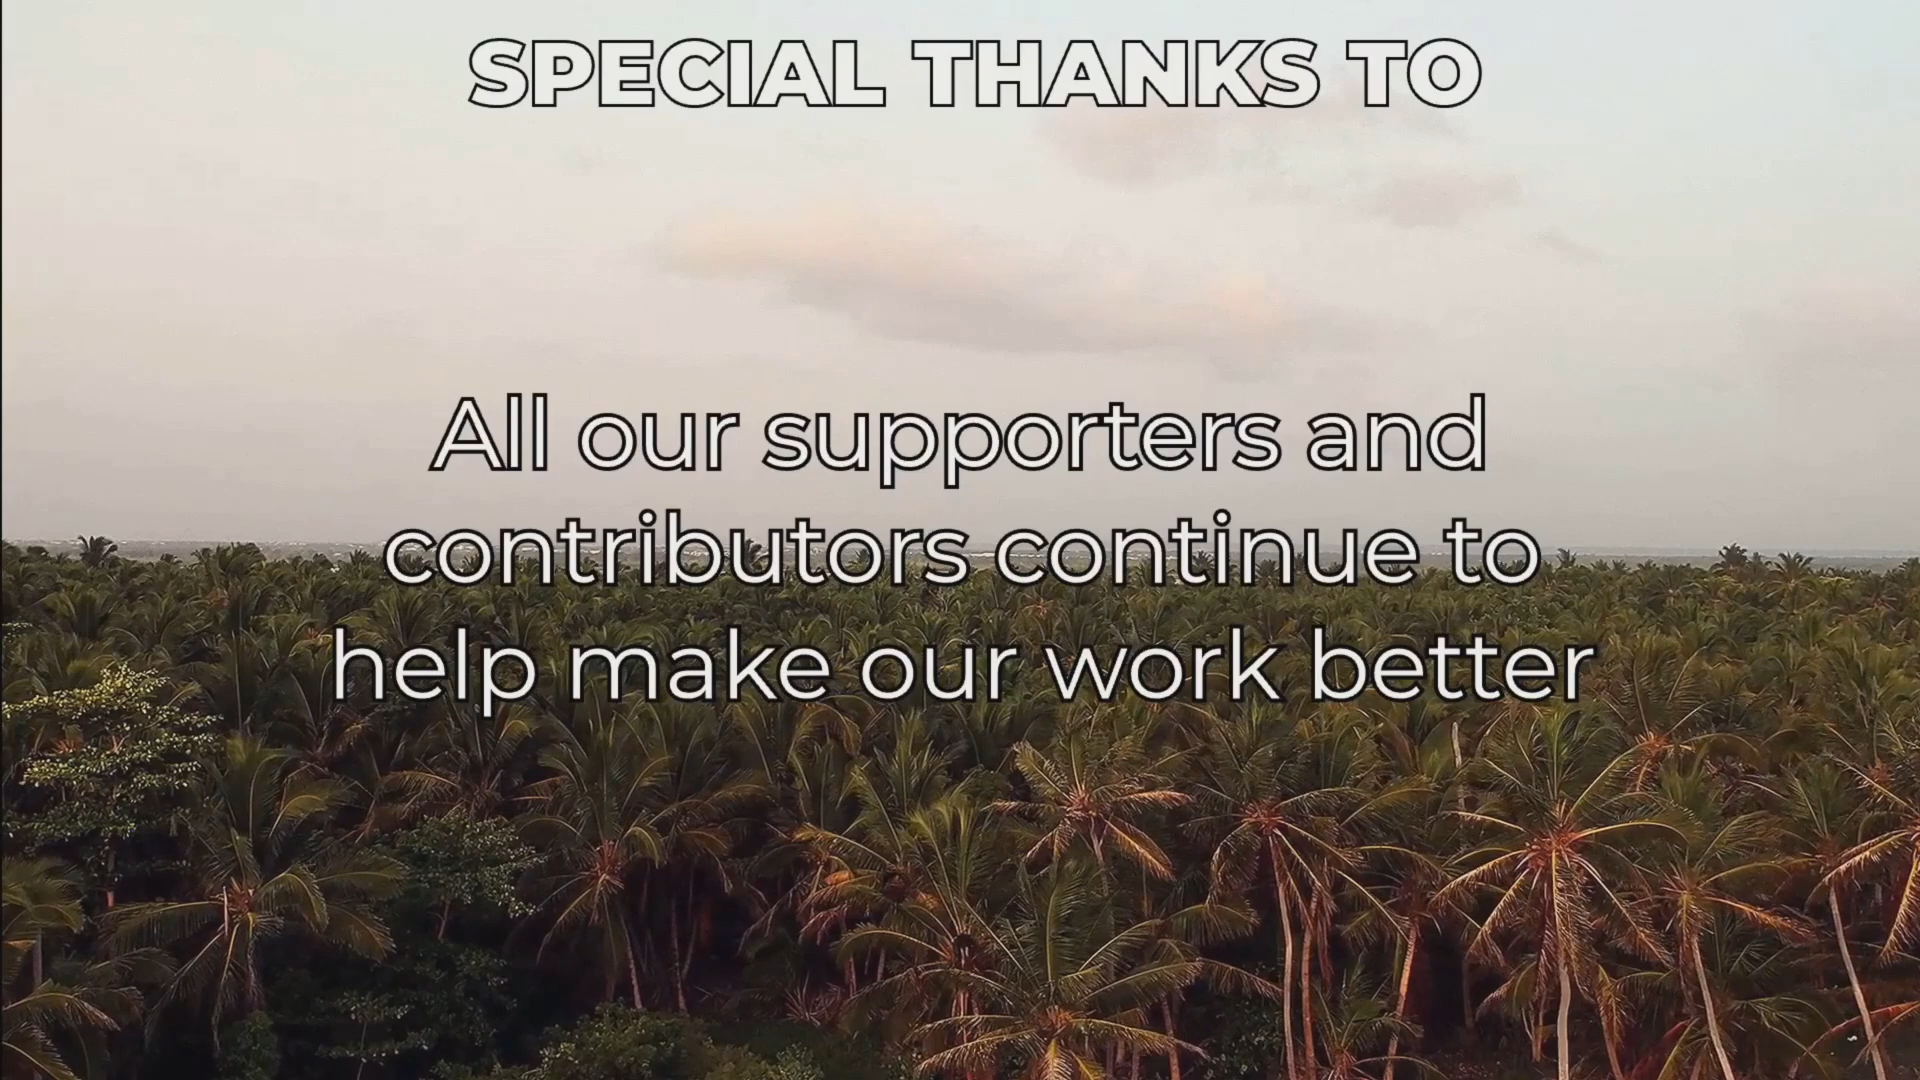 SPECIAL THANKS TO
All our supporters and
contributors continue to
help make our work better